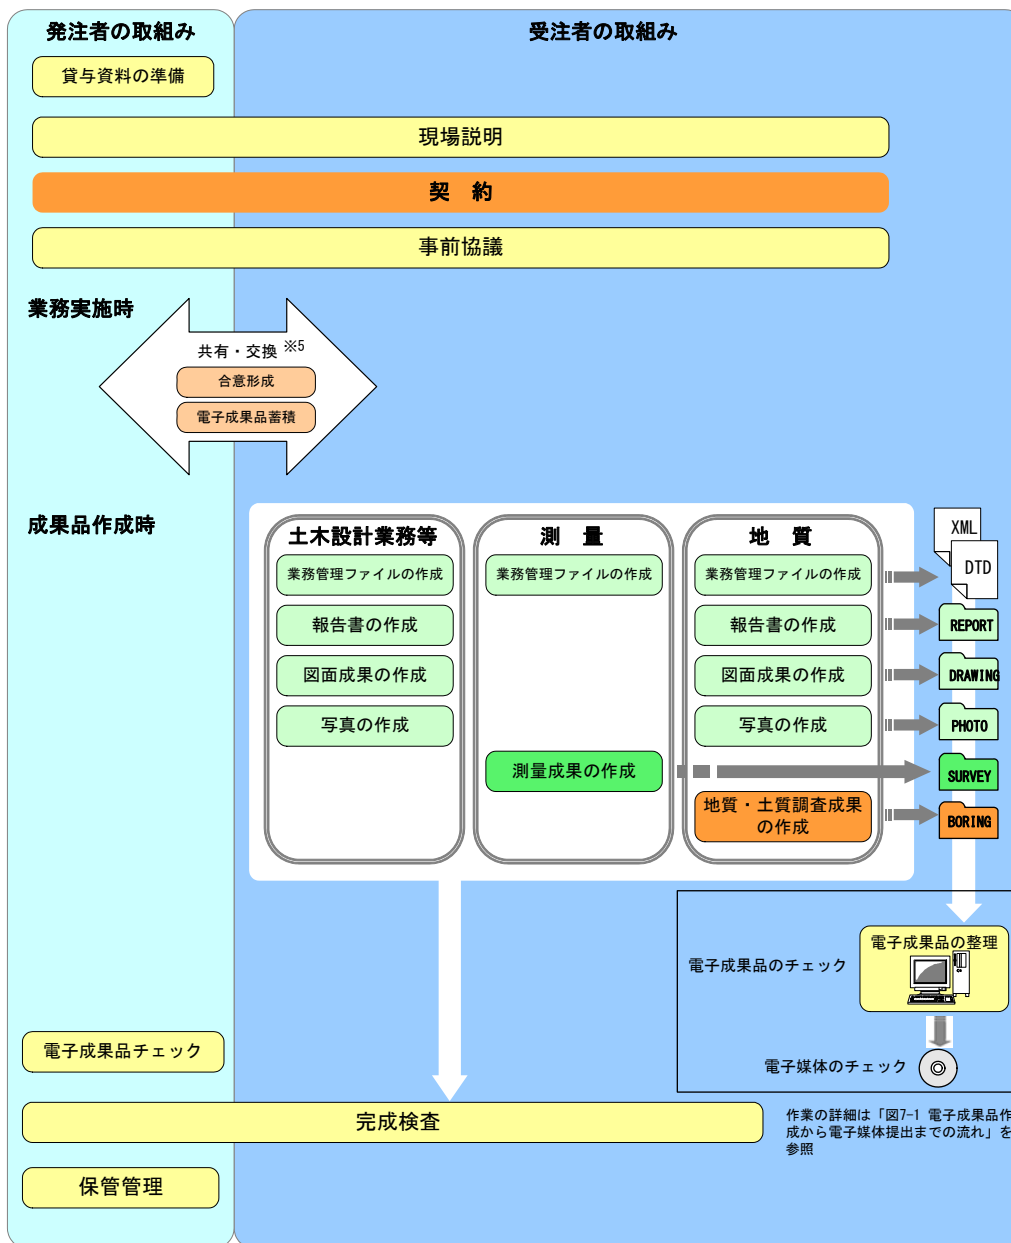 発注者の取組み
受注者の取組み
貸与資料の準備
現場説明
契 約
事前協議
業務実施時
共有・交換 ※5
合意形成
電子成果品蓄積
成果品作成時
土木設計業務等
業務管理ファイルの作成
報告書の作成
図面成果の作成
写真の作成
測 量
業務管理ファイルの作成
測量成果の作成
地 質
業務管理ファイルの作成
報告書の作成
図面成果の作成
写真の作成
地質・土質調査成果
の作成
XML
DTD
REPORT
DRAWING
PHOTO
SURVEY
BORING
電子成果品の整理
電子成果品のチェック
電子媒体のチェック
電子成果品チェック
完成検査
作業の詳細は「図7-1 電子成果品作
成から電子媒体提出までの流れ」を
参照
保管管理